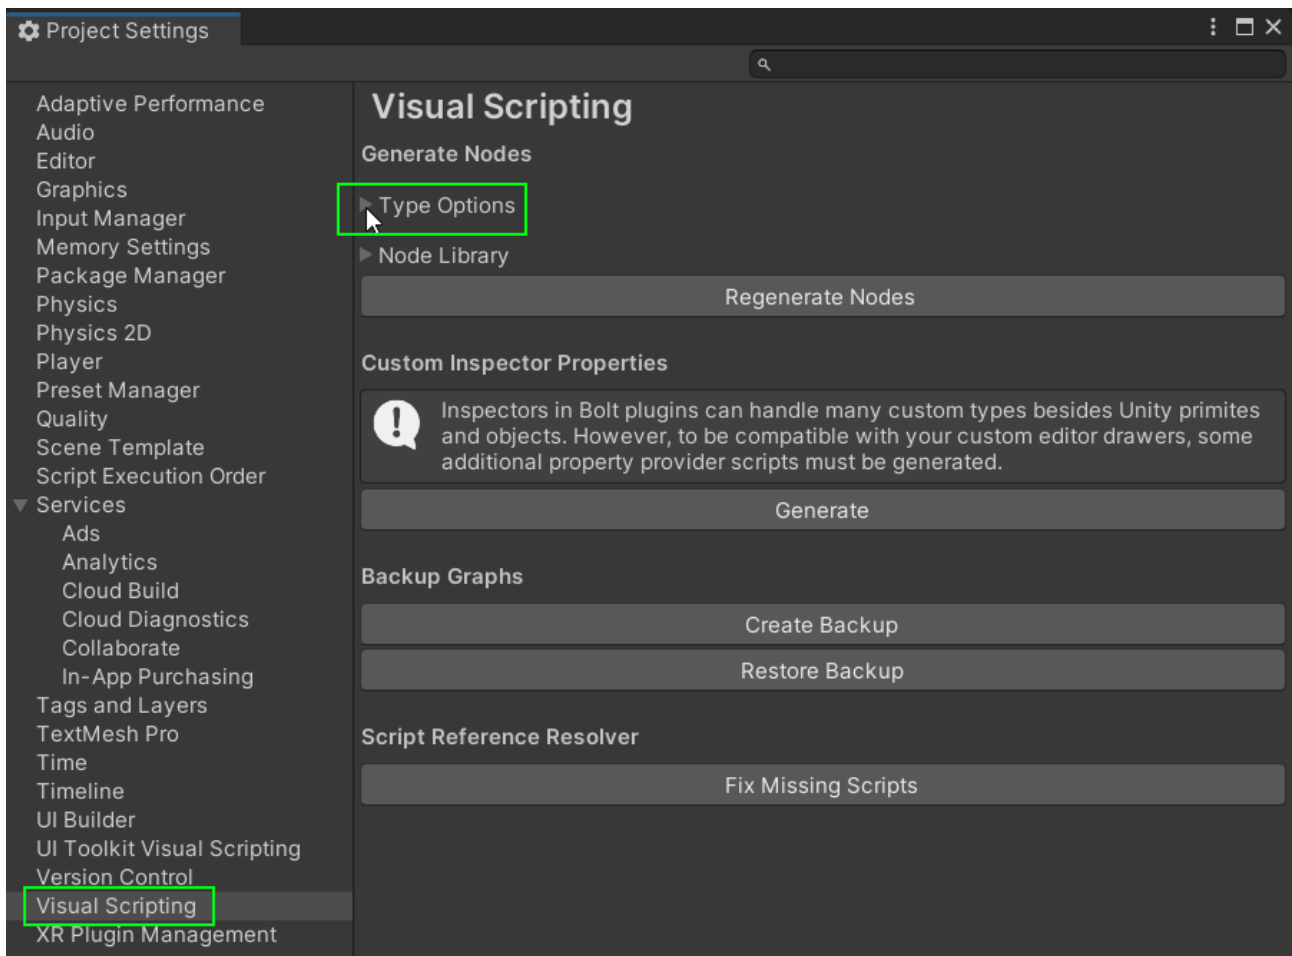 Project Settings
Adaptive Performance
Audio
Editor
Graphics
Input Manager
Memory Settings
Package Manager
Physics
Physics 2D
Player
Preset Manager
Quality
Scene Template
Script Execution Order
Services
Ads
Analytics
Cloud Build
Cloud Diagnostics
Collaborate
In-App Purchasing
Tags and Layers
TextMesh Pro
Time
Timeline
UI Builder
UI Toolkit Visual Scripting
Version Control
Visual Scripting
XR Plugin Management
Visual Scripting
Generate Nodes
Type Options
Node Library
Regenerate Nodes
Custom Inspector Properties
Inspectors in Bolt plugins can handle many custom types besides Unity primites
and objects. However, to be compatible with your custom editor drawers, some
additional property provider scripts must be generated.
Generate
Backup Graphs
Create Backup
Restore Backup
Script Reference Resolver
Fix Missing Scripts